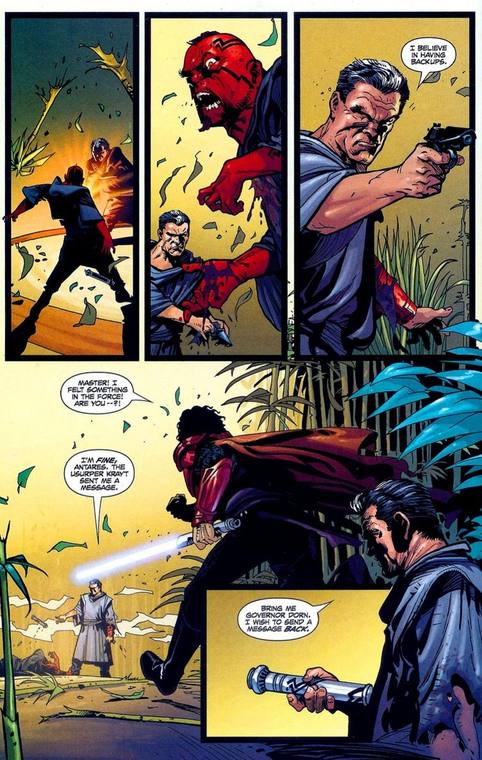 I BELIEVE
IN HAVING
BACKUPS.
MASTER! I
FELT SOMETHING
IN THE FORCE!
ARE YOU --?!
I'M FINE,
ANTARES. THE
USURPER KRAYT
SENT ME A
MESSAGE.
BRING ME
GOVERNOR DORN.
I WISH TO SEND A
MESSAGE BACK.